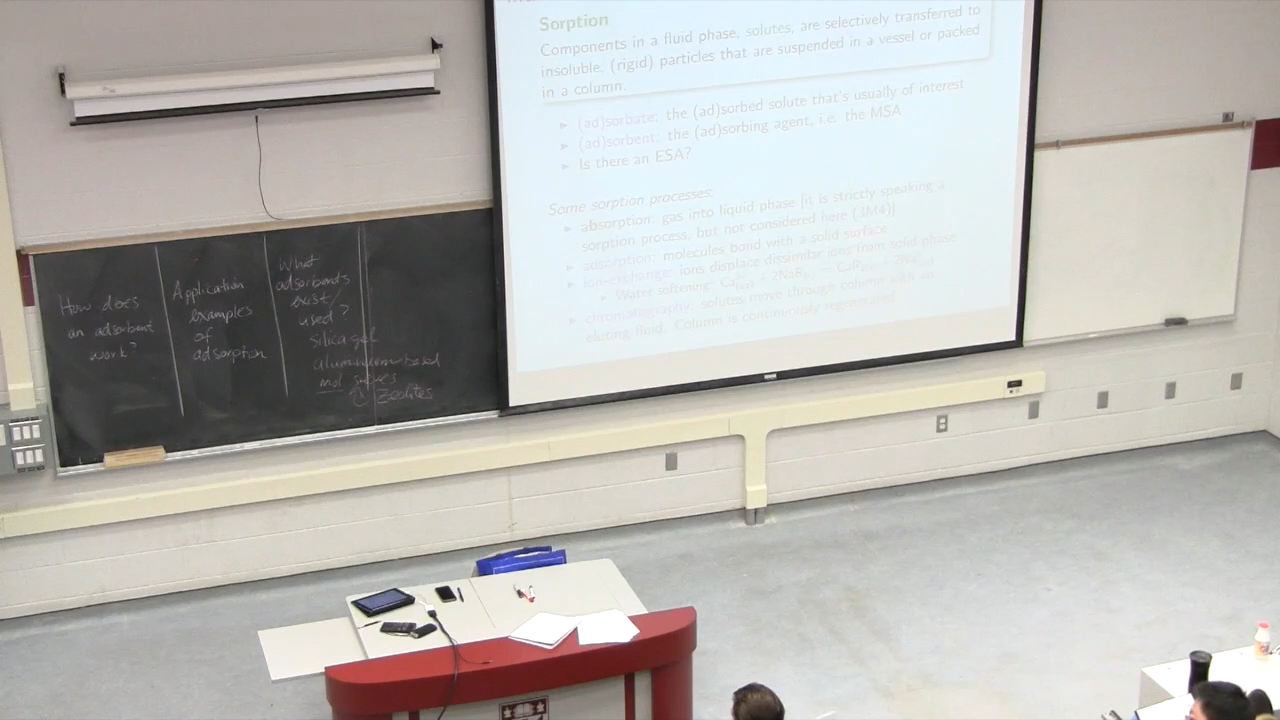 How does
an adsorbent
work?
Application
examples
of
adsorption
What
adsorbents
exist/
used?
silica gel
aluminum-based
mol sieves
Zeolites
Sorption
Components in a fluid phase, solutes, are selectively transferred to
insoluble, (rigid) particles that are suspended in a vessel or packed
in a column.
(ad)sorbate: the (ad)sorbed solute that's usually of interest
(ad)sorbent: the (ad)sorbing agent, i.e. the MSA
Is there an ESA?
Some sorption processes:
absorption: gas into liquid phase [it is strictly speaking a
sorption process, but not considered here (3M4)]
adsorption: molecules bond with a solid surface
ion-exchange: ions displace dissimilar ions from solid phase
Water softening:
chromatography: solutes move through column with an
eluting fluid. Column is continuously regenerated.